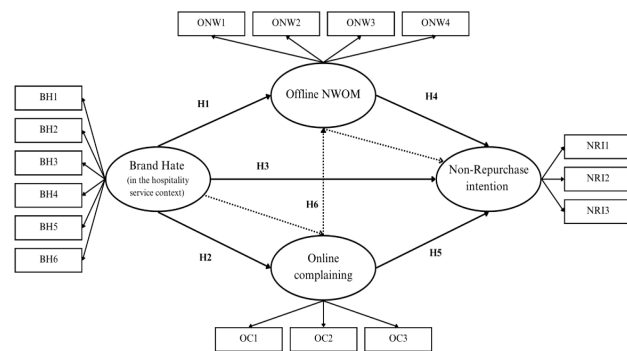 ONW1
ONW2
ONW3
ONW4
Offline NWOM
H1
H4
BH1
BH2
BH3
BH4
BH5
BH6
Brand Hate
(in the hospitality
service context)
H3
Non-Repurchase
intention
NRI1
NRI2
NRI3
H6
H2
H5
Online
complaining
OC1
OC2
OC3